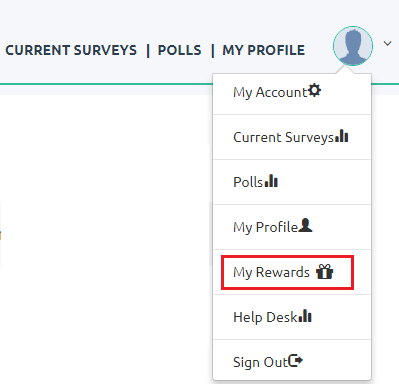 CURRENT SURVEYS | POLLS | MY PROFILE
My Account
Current Surveys
Polls
My Profile
My Rewards
Help Desk
Sign Out